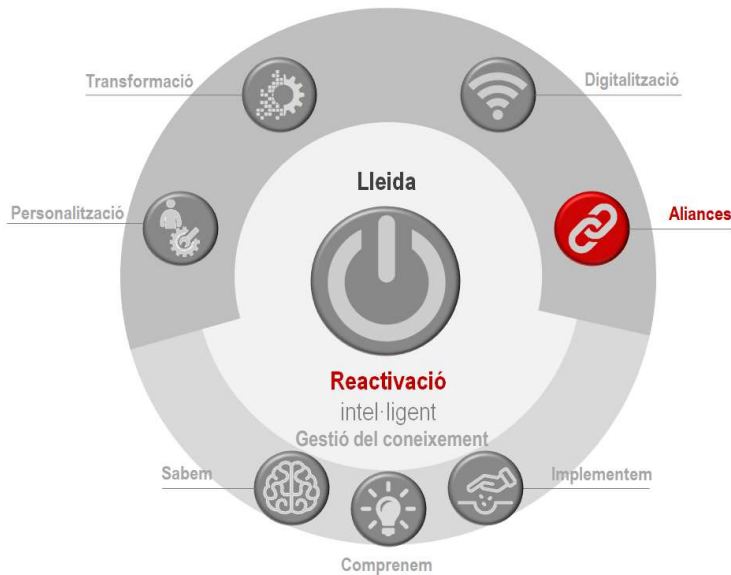 Transformació
Digitalització
Lleida
Personalització
Aliances
Reactivació
intel·ligent
Gestió del coneixement
Sabem
Implementem
Comprenem